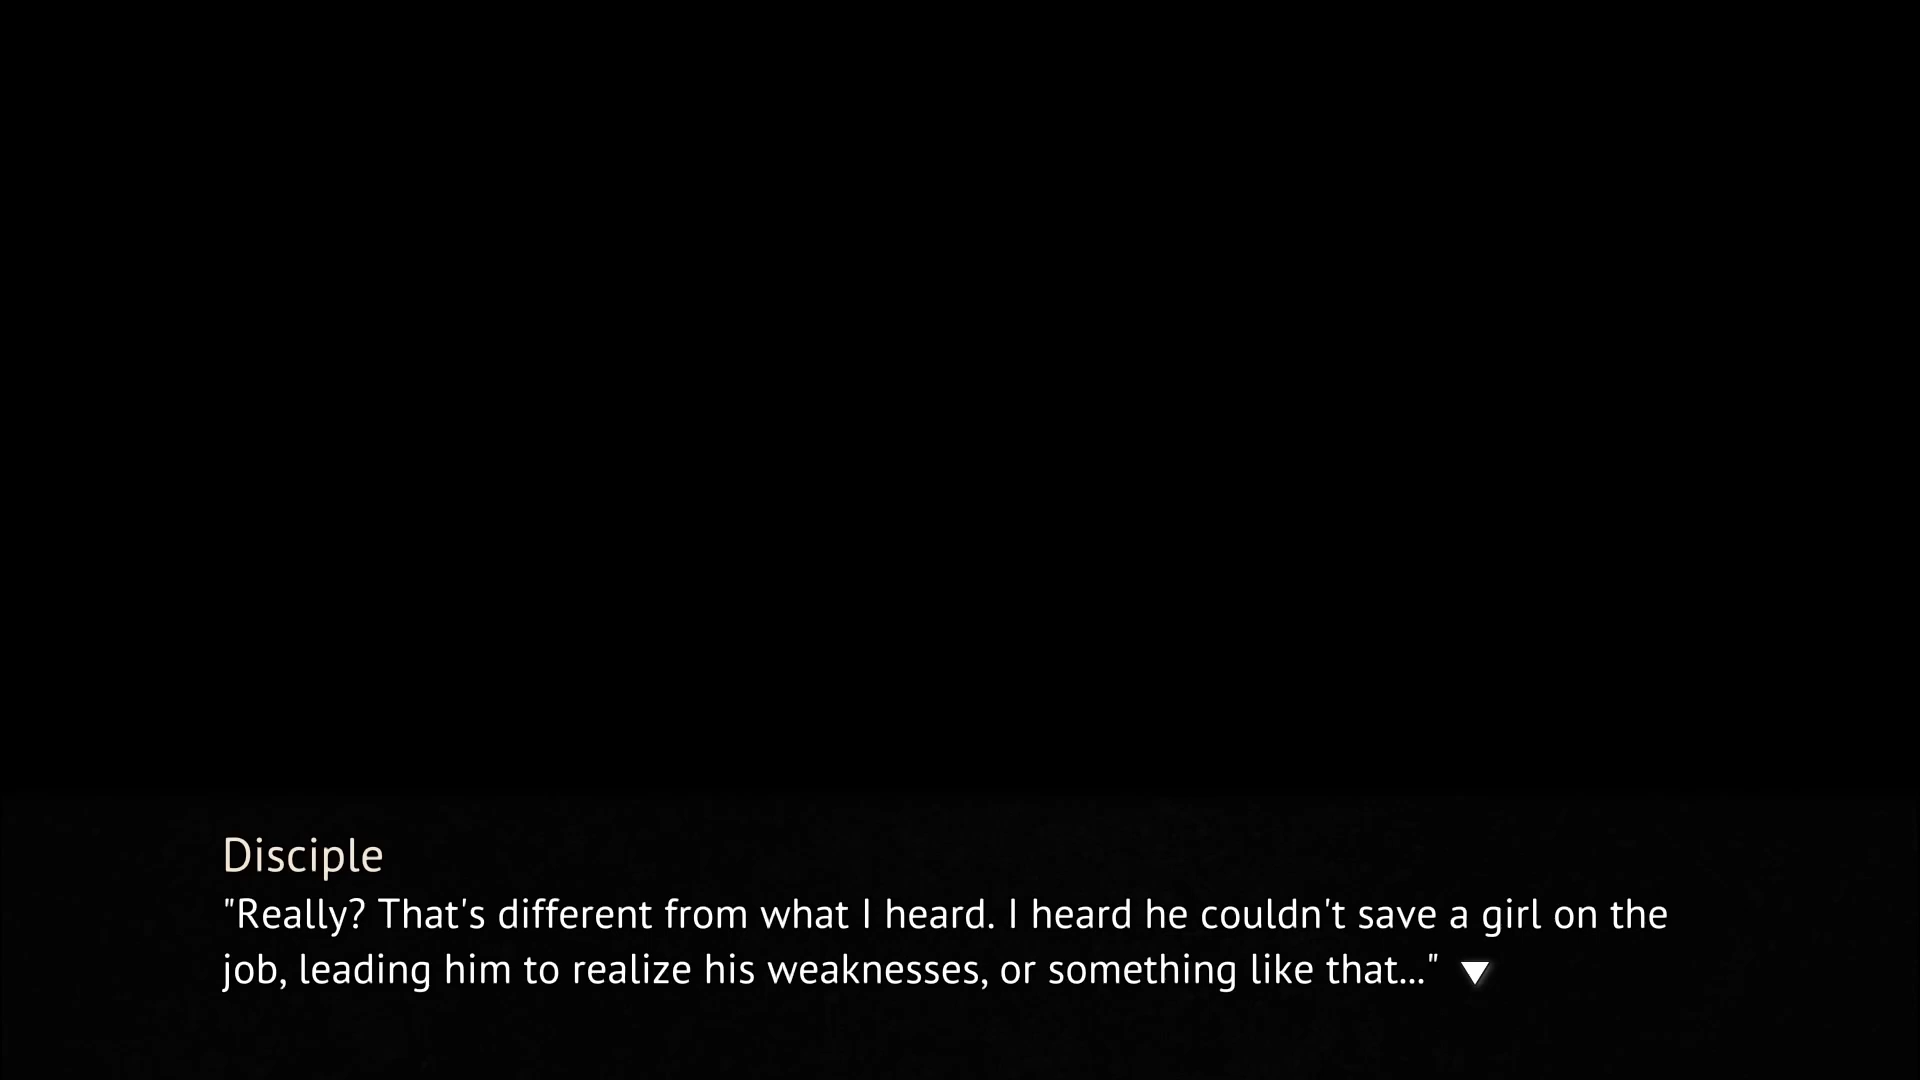 Disciple
"Really? That's different from what I heard. I heard he couldn't save a girl on the
job, leading him to realize his weaknesses, or something like that..."